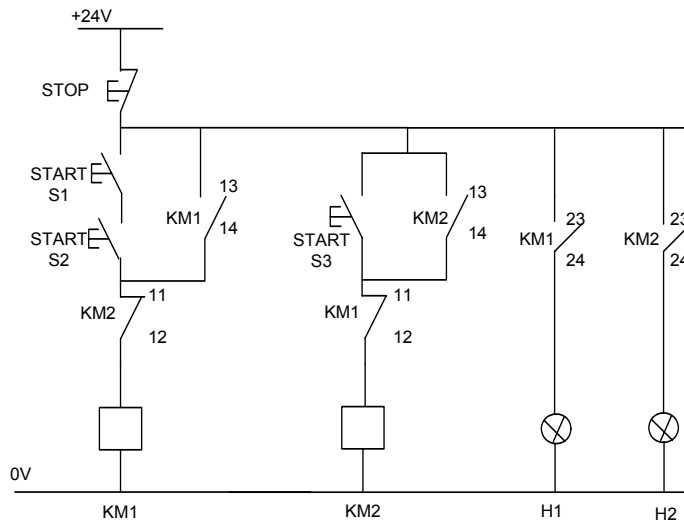 +24V
STOP
START
S1
START
S2
KM1
13
14
START
S3
KM2
13
14
KM1
23
24
KM2
23
24
KM2
11
12
KM1
11
12
0V
KM1
KM2
H1
H2